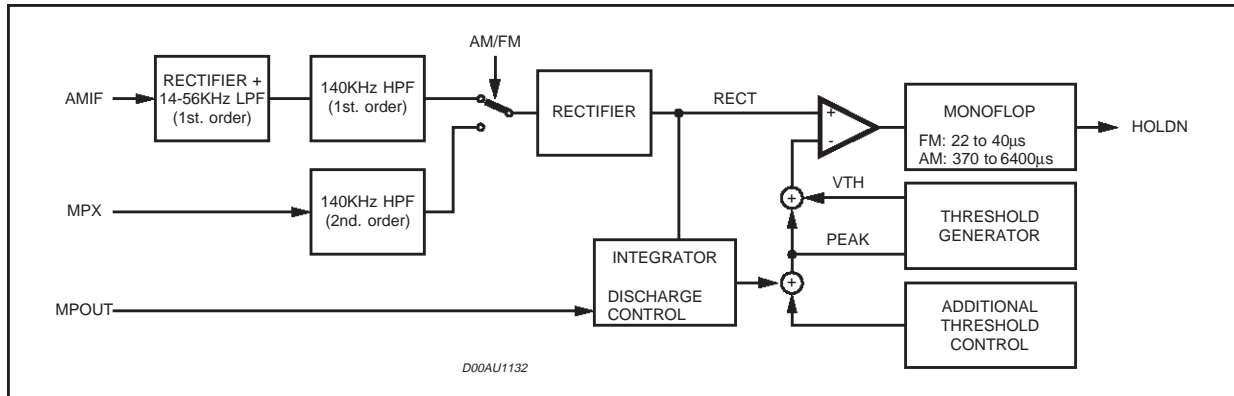 AM/FM
AMIF
RECTIFIER +
14-56KHz LPF
(1st. order)
140KHz HPF
(1st. order)
RECTIFIER
RECT
+
-
MONOFLOP
FM: 22 to 40µs
AM: 370 to 6400µs
HOLDN
MPX
140KHz HPF
(2nd. order)
VTH
+
THRESHOLD
GENERATOR
PEAK
INTEGRATOR
DISCHARGE
CONTROL
+
MPOUT
ADDITIONAL
THRESHOLD
CONTROL
D00AU1132